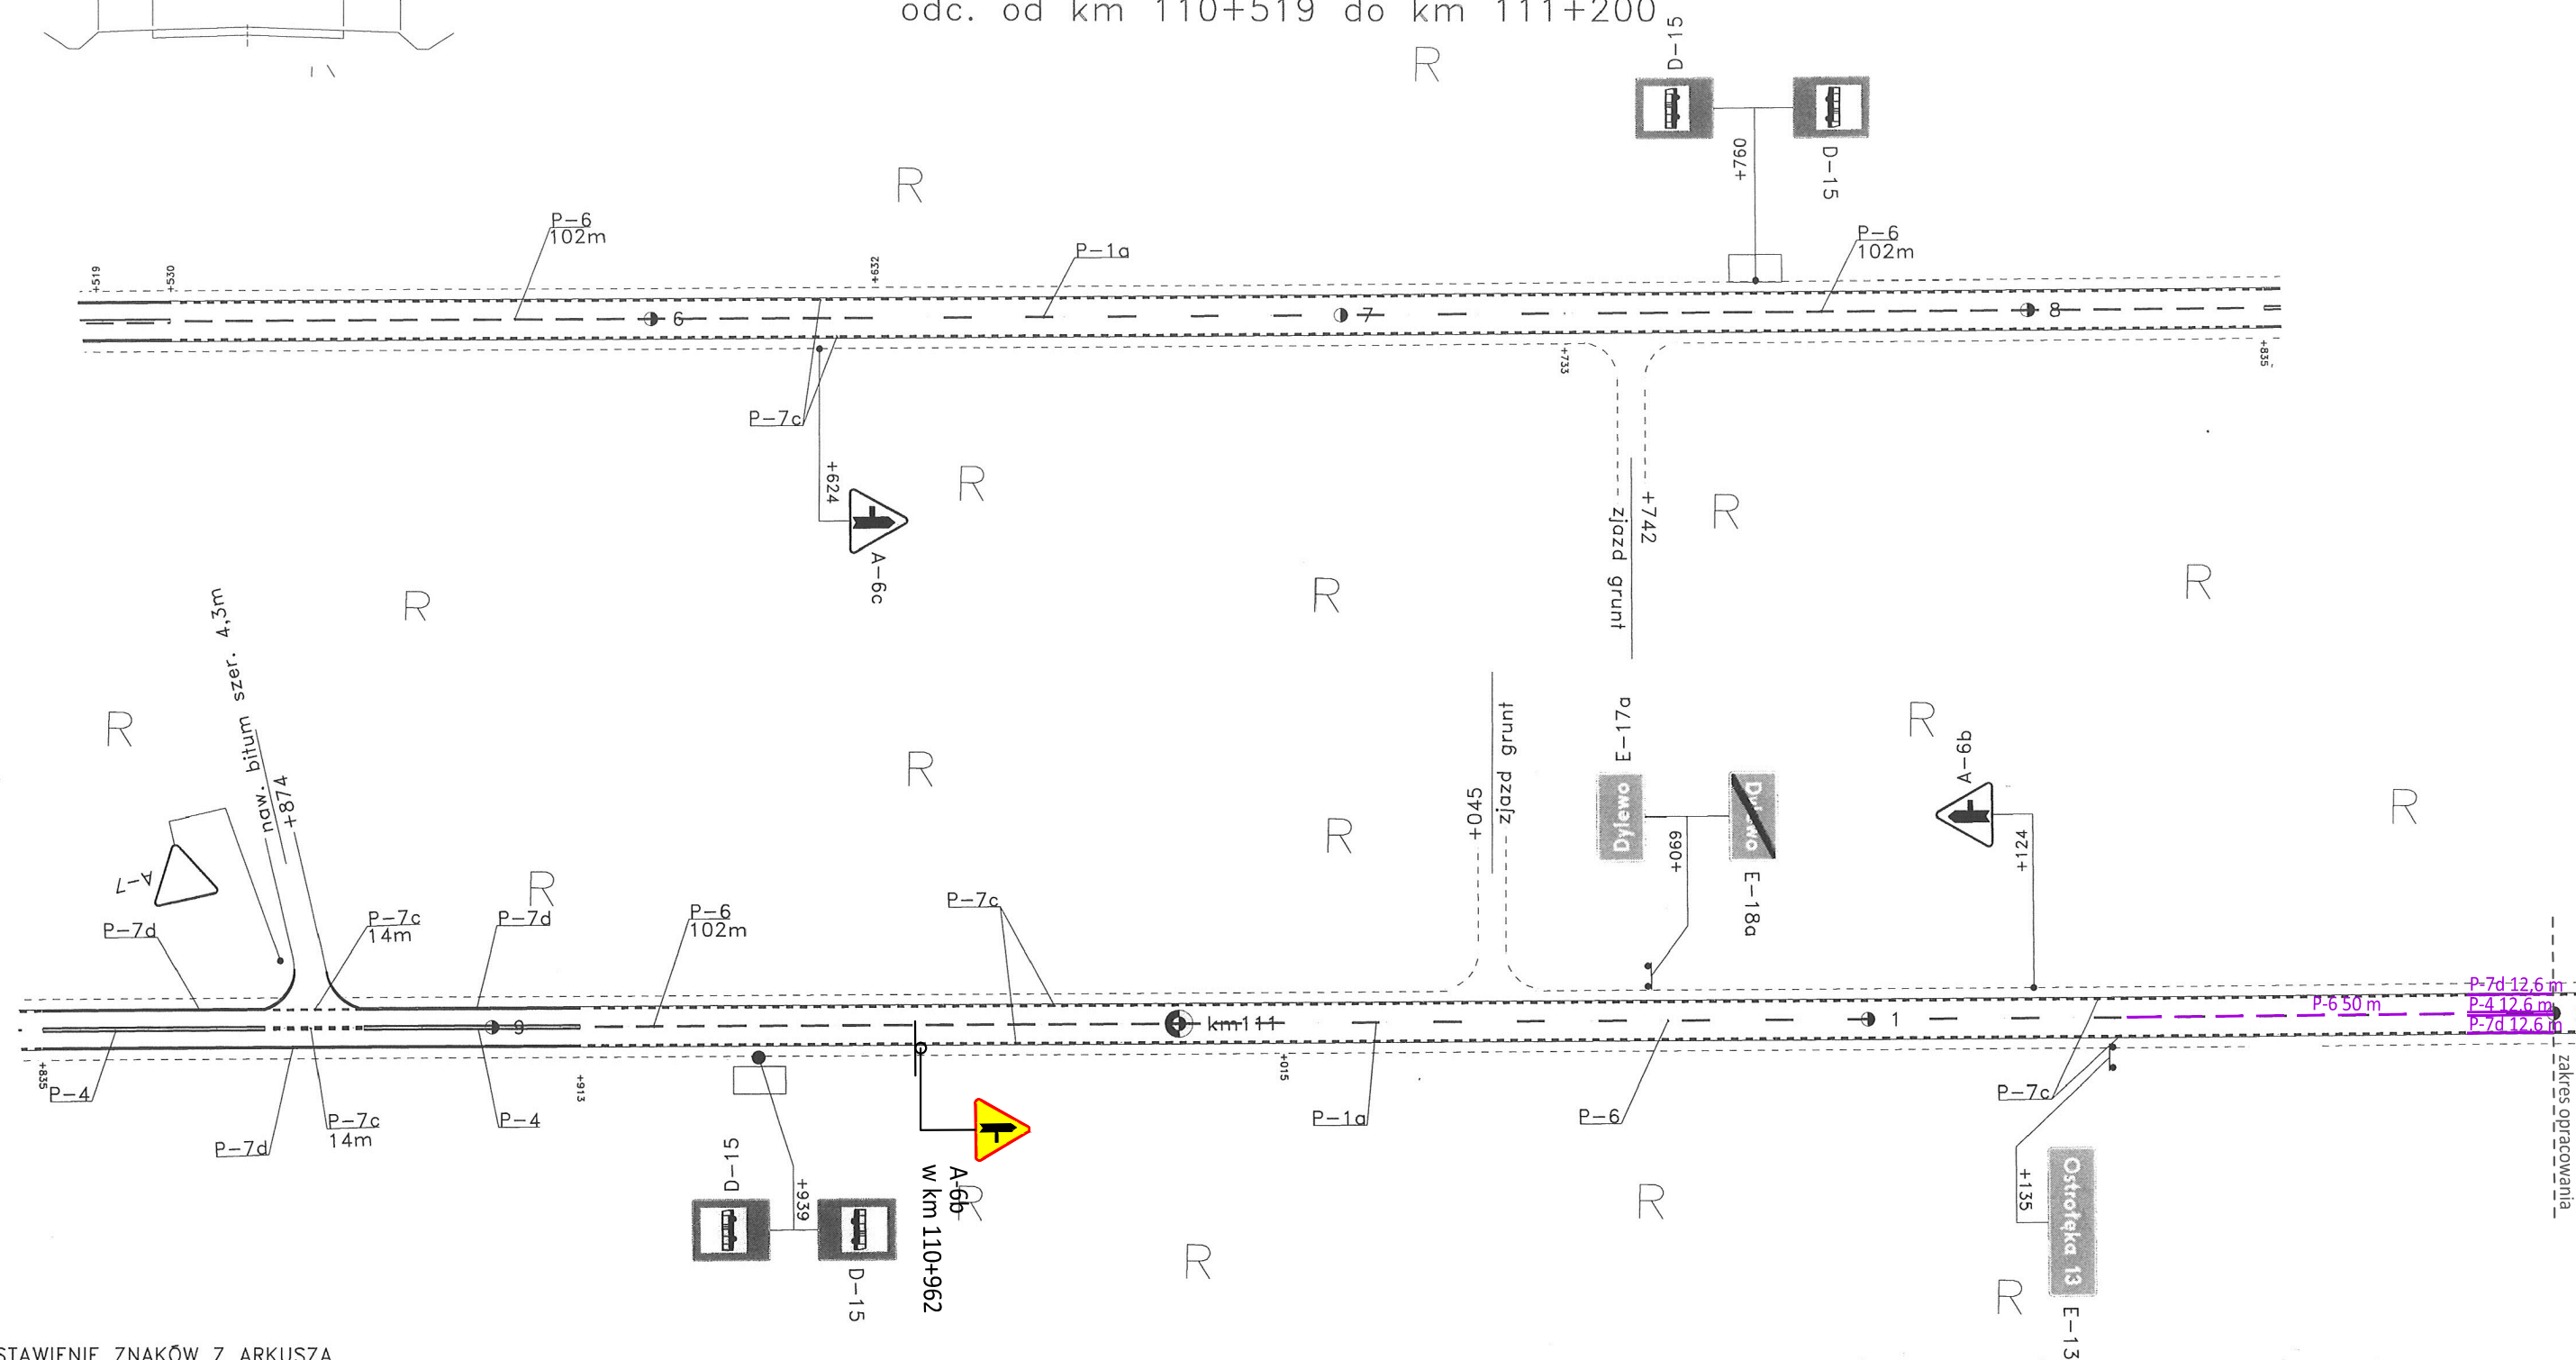 odc. od km 110+519 do km 111+200
D-15
R
+760
D-15
R
P-6
102m
P-1a
P-6
102m
+519
+530
+632
6
7
8
+733
+835
P-7c
+624
A-6c
R
R
+742
zjazd grunt
R
R
R
naw. bitum szer. 4,3m
+874
R
R
R
R
R
R
+045
zjazd grunt
E-17a
Dylewo
+069
Dylewo
E-18a
A-6b
+124
A-7
P-7d
P-7c
14m
P-7d
P-6
102m
P-7c
P-7d 12,6 m
P-6 50 m
P-4 12,6 m
P-7d 12,6 m
9
km111
1
+835
P-4
+913
+015
P-7d
P-7c
14m
P-4
P-1a
P-6
P-7c
zakres opracowania
D-15
+939
D-15
A-6b
w km 110+962
R
R
R
R
+135
Ostrołęka 13
E-13
STAWIENIE ZNAKÓW Z ARKUSZA